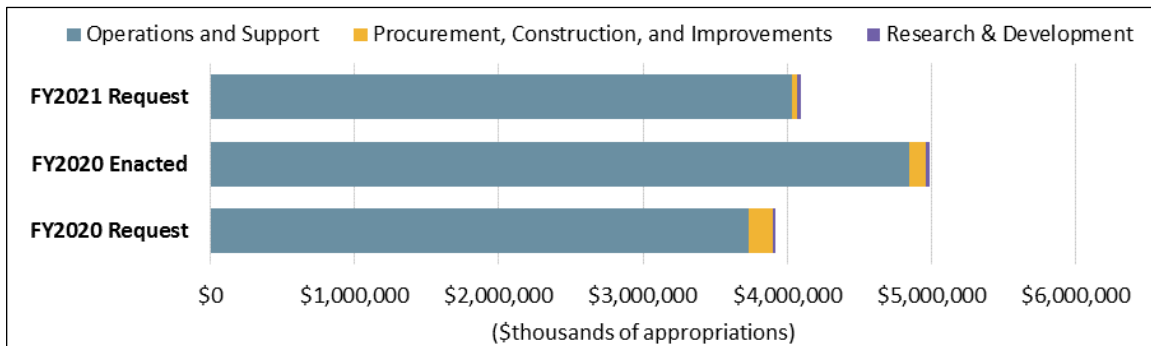 Operations and Support Procurement, Construction, and Improvements Research & Development
FY2021 Request
FY2020 Enacted
FY2020 Request
$0 $1,000,000 $2,000,000 $3,000,000 $4,000,000 $5,000,000 $6,000,000
($thousands of appropriations)